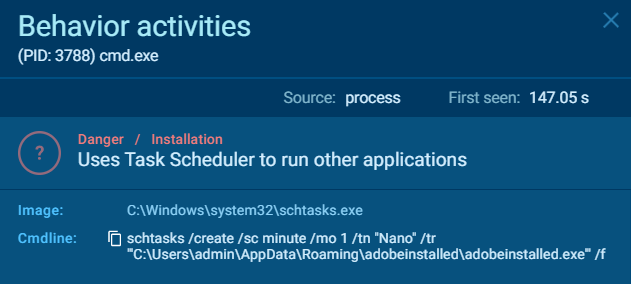 Behavior activities
(PID: 3788) cmd.exe
Source: process First seen: 147.05 s
?
Danger / Installation
Uses Task Scheduler to run other applications
Image: C:\Windows\system32\schtasks.exe
Cmdline: schtasks /create /sc minute /mo 1 /tn "Nano" /tr
"'C:\Users\admin\AppData\Roaming\adobeinstalled\adobeinstalled.exe'" /f